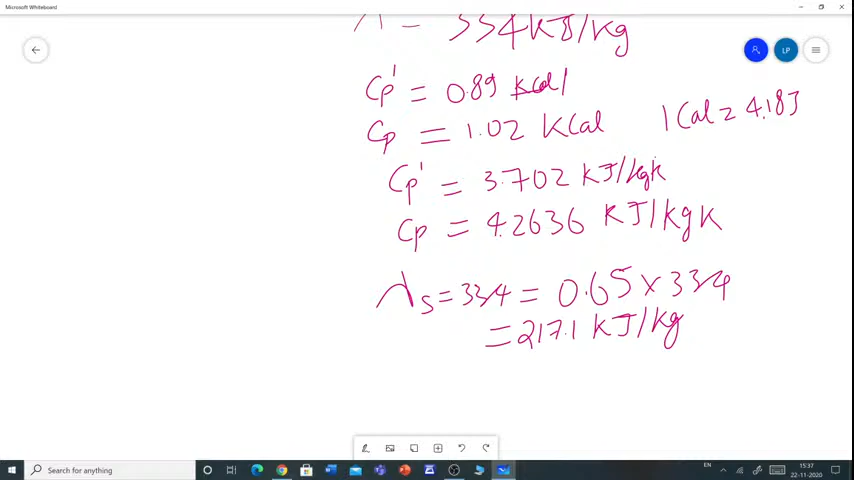 Microsoft Whiteboard
λ = 334 KJ/kg
LP
Cp' = 0.89 Kcal
Cp = 1.02 KCal 1 Cal = 4.18J
Cp' = 3.702 KJ/kgK
Cp = 4.2636 KJ/kgK
λs = 334 = 0.65 × 334
= 217.1 KJ/kg
Search for anything
EN
15:37
22-11-2020